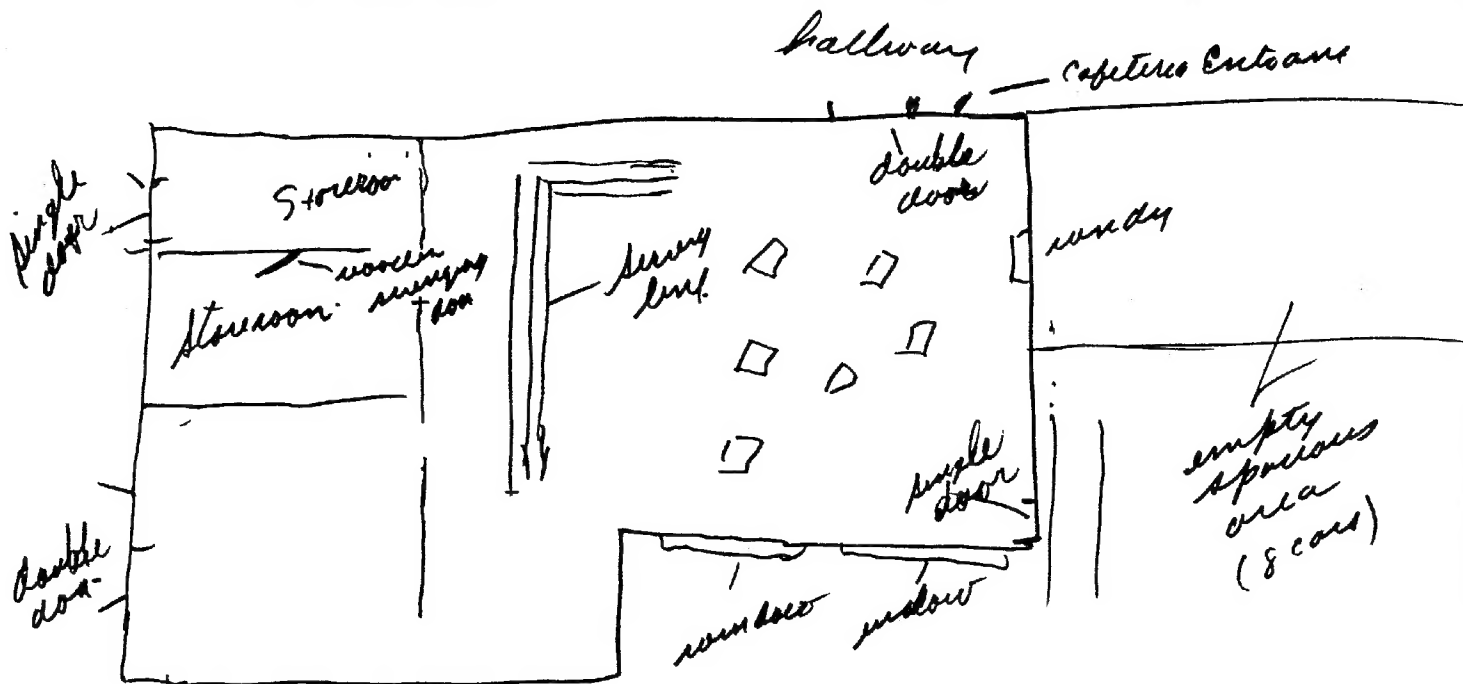 hallway
Cafeteria Entrance
double
door
single
door
Storeroom
wooden
swinging
door
Storeroom
serving
line
single
door
double
door
window
window
empty
spacious
area
(8 cars)